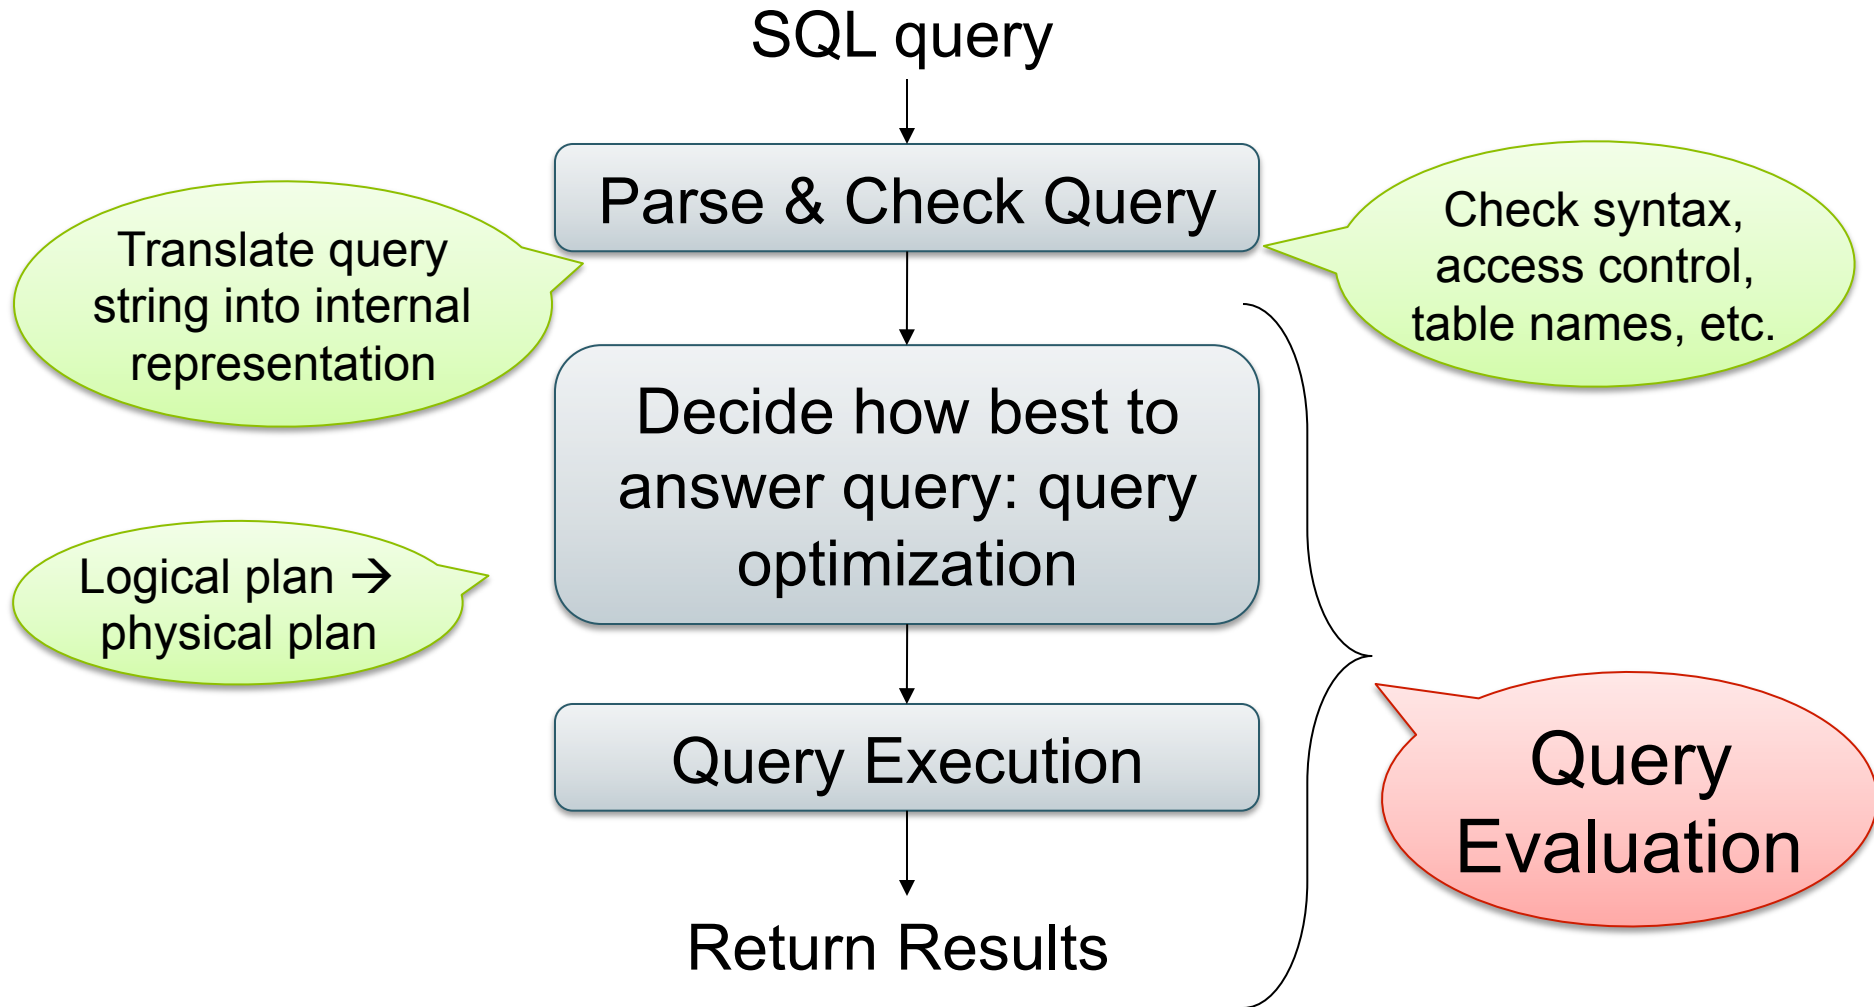 SQL query
Parse & Check Query
Translate query
string into internal
representation
Check syntax,
access control,
table names, etc.
Decide how best to
answer query: query
optimization
Logical plan →
physical plan
Query Execution
Query
Evaluation
Return Results